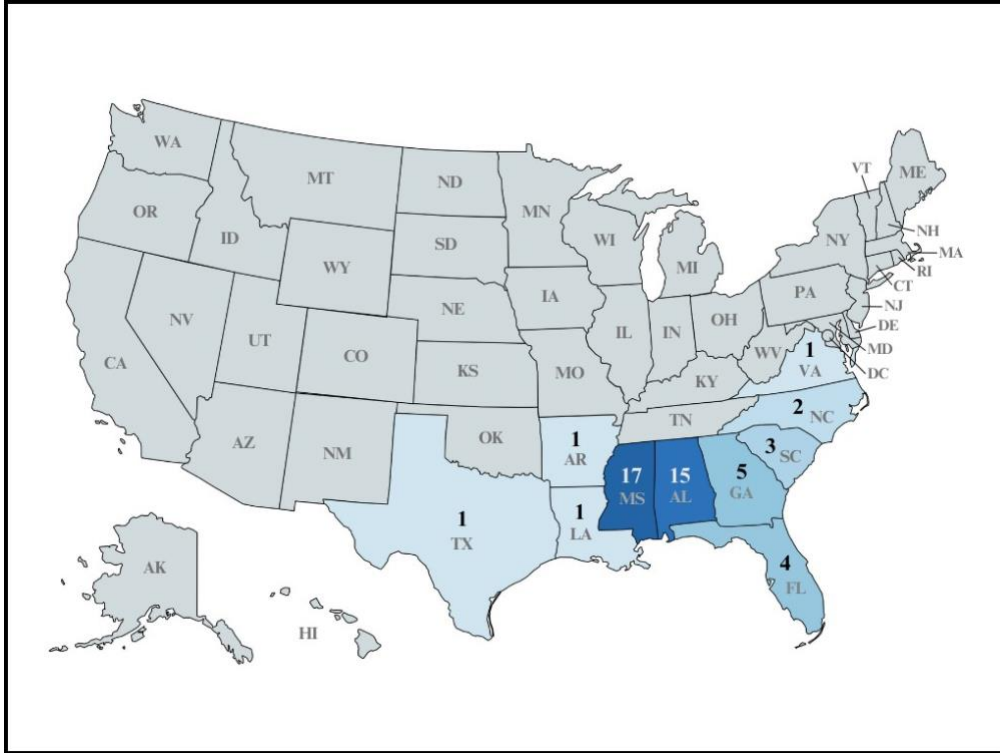 WA
MT
ND
MN
VT
ME
OR
ID
SD
WI
NY
NH
MA
WY
MI
RI
CT
NE
IA
PA
NJ
NV
UT
CO
IL
IN
OH
DE
MD
DC
CA
KS
MO
WV
1
VA
KY
2
NC
AZ
NM
OK
1
AR
TN
3
SC
17
MS
15
AL
5
GA
1
TX
1
LA
4
FL
AK
HI